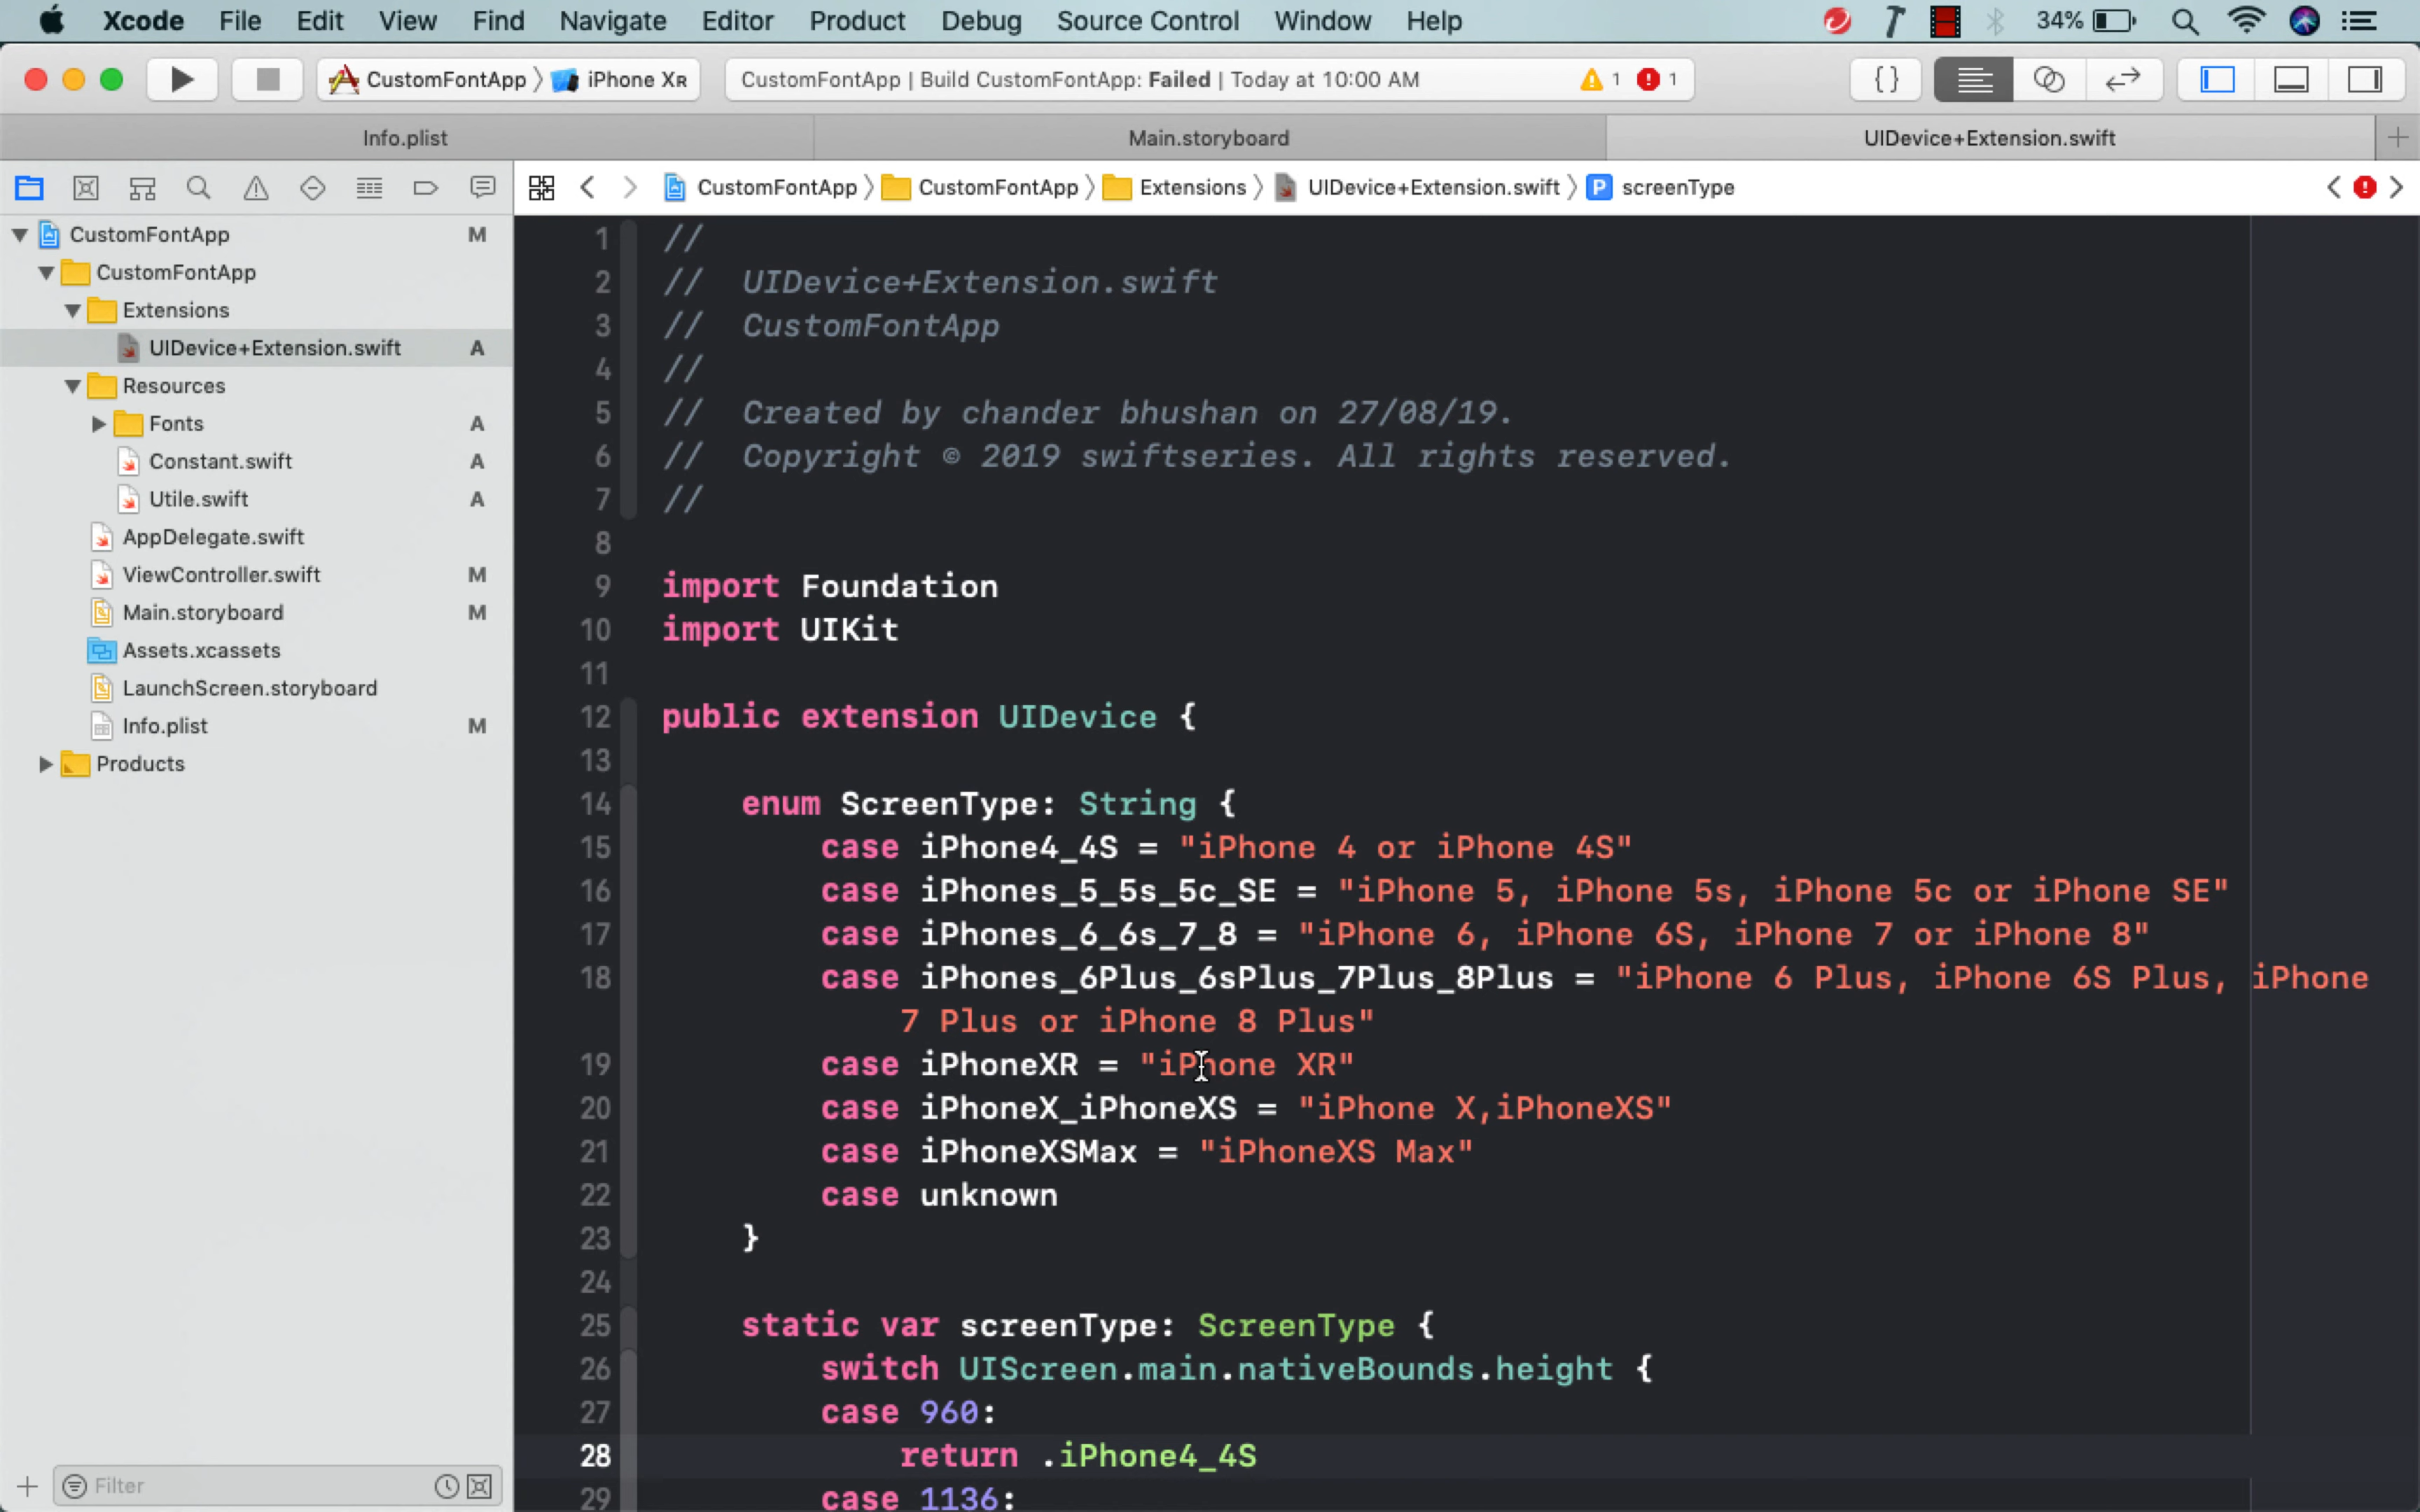 Xcode File Edit View Find Navigate Editor Product Debug Source Control Window Help 34%
CustomFontApp iPhone XR CustomFontApp | Build CustomFontApp: Failed | Today at 10:00 AM 1 1 {}
Info.plist Main.storyboard UIDevice+Extension.swift
CustomFontApp CustomFontApp Extensions UIDevice+Extension.swift P screenType
CustomFontApp M
CustomFontApp
Extensions
UIDevice+Extension.swift A
Resources
Fonts A
Constant.swift A
Utile.swift A
AppDelegate.swift
ViewController.swift M
Main.storyboard M
Assets.xcassets
LaunchScreen.storyboard
Info.plist M
Products
Filter
1 //
2 // UIDevice+Extension.swift
3 // CustomFontApp
4 //
5 // Created by chander bhushan on 27/08/19.
6 // Copyright © 2019 swiftseries. All rights reserved.
7 //
8
9 import Foundation
10 import UIKit
11
12 public extension UIDevice {
13
14 enum ScreenType: String {
15 case iPhone4_4S = "iPhone 4 or iPhone 4S"
16 case iPhones_5_5s_5c_SE = "iPhone 5, iPhone 5s, iPhone 5c or iPhone SE"
17 case iPhones_6_6s_7_8 = "iPhone 6, iPhone 6S, iPhone 7 or iPhone 8"
18 case iPhones_6Plus_6sPlus_7Plus_8Plus = "iPhone 6 Plus, iPhone 6S Plus, iPhone
7 Plus or iPhone 8 Plus"
19 case iPhoneXR = "iPhone XR"
20 case iPhoneX_iPhoneXS = "iPhone X,iPhoneXS"
21 case iPhoneXSMax = "iPhoneXS Max"
22 case unknown
23 }
24
25 static var screenType: ScreenType {
26 switch UIScreen.main.nativeBounds.height {
27 case 960:
28 return .iPhone4_4S
29 case 1136: